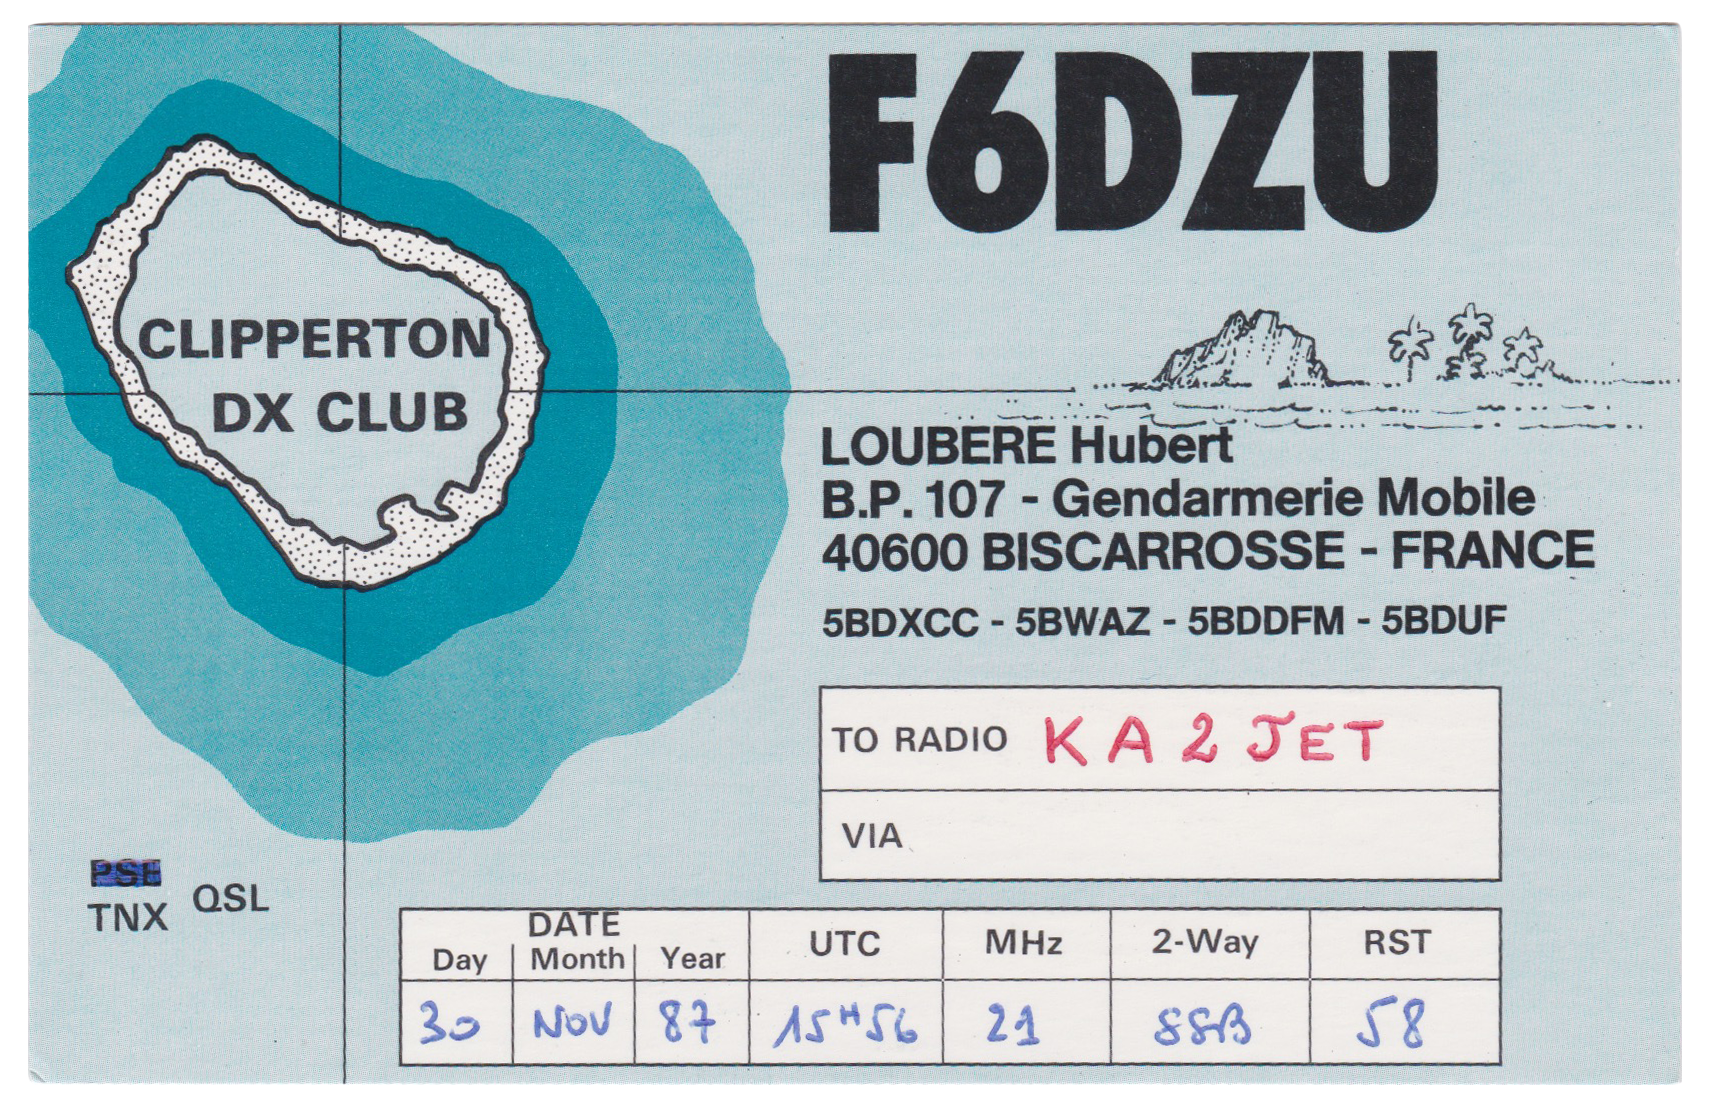 F6DZU
CLIPPERTON
DX CLUB
LOUBERE Hubert
B.P. 107 - Gendarmerie Mobile
40600 BISCARROSSE - FRANCE
5BDXCC - 5BWAZ - 5BDDFM - 5BDUF
TO RADIO KA2JET
VIA
PSE
TNX QSL
DATE
Day Month Year UTC MHz 2-Way RST
30 NOV 87 15H56 21 SSB 58